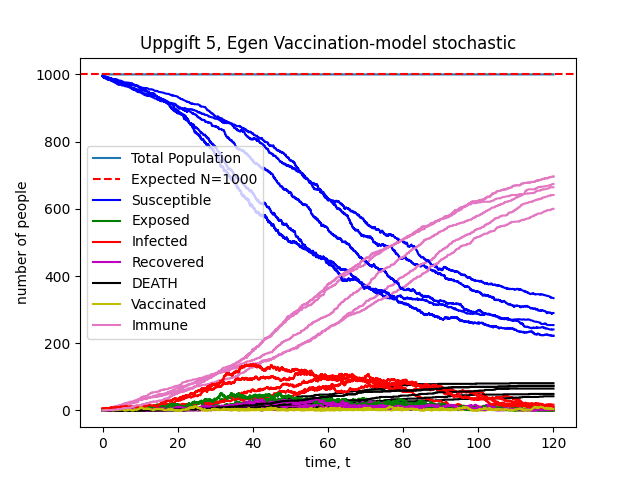 Uppgift 5, Egen Vaccination-model stochastic
1000
800
600
400
200
0
number of people
Total Population
Expected N=1000
Susceptible
Exposed
Infected
Recovered
DEATH
Vaccinated
Immune
0 20 40 60 80 100 120
time, t